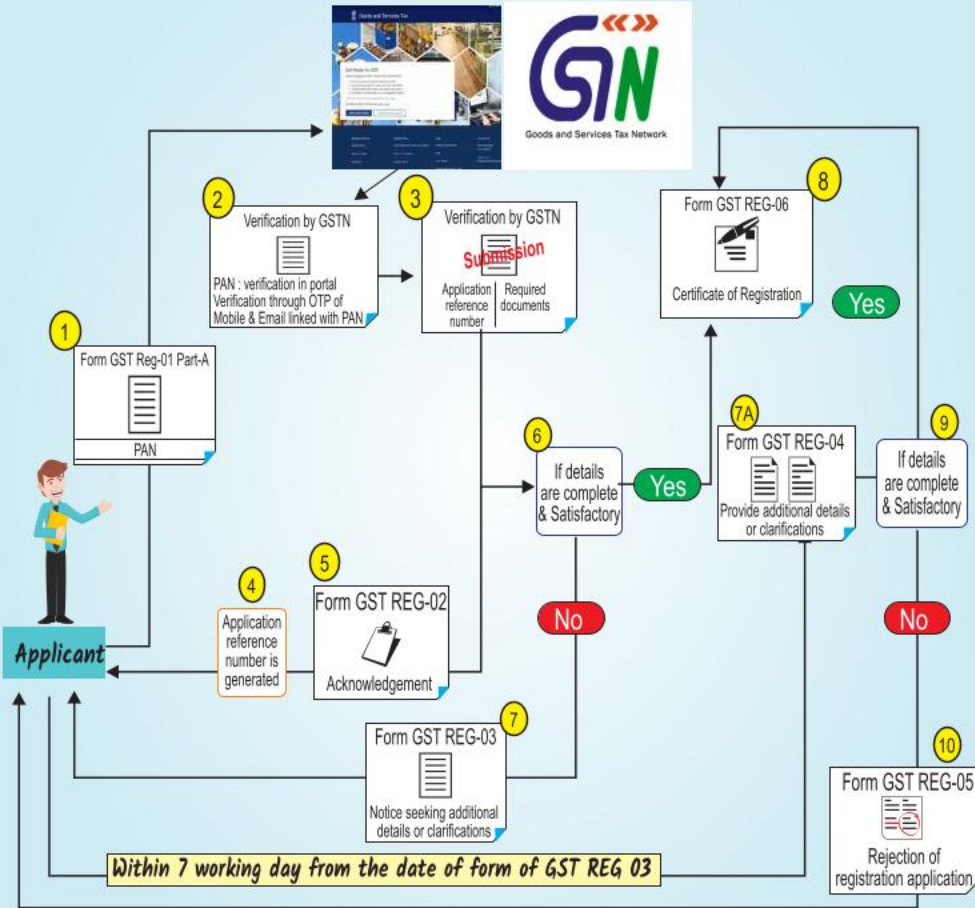 Goods and Services Tax
GSTN
Goods and Services Tax Network
1
Form GST Reg-01 Part-A
PAN
Applicant
2
Verification by GSTN
PAN : verification in portal
Verification through OTP of
Mobile & Email linked with PAN
3
Verification by GSTN
Submission
Application
reference
number
Required
documents
4
Application
reference
number is
generated
5
Form GST REG-02
Acknowledgement
6
If details
are complete
& Satisfactory
Yes
No
7
Form GST REG-03
Notice seeking additional
details or clarifications
7A
Form GST REG-04
Provide additional details
or clarifications
8
Form GST REG-06
Certificate of Registration
Yes
9
If details
are complete
& Satisfactory
No
10
Form GST REG-05
Rejection of
registration application
Within 7 working day from the date of form of GST REG 03